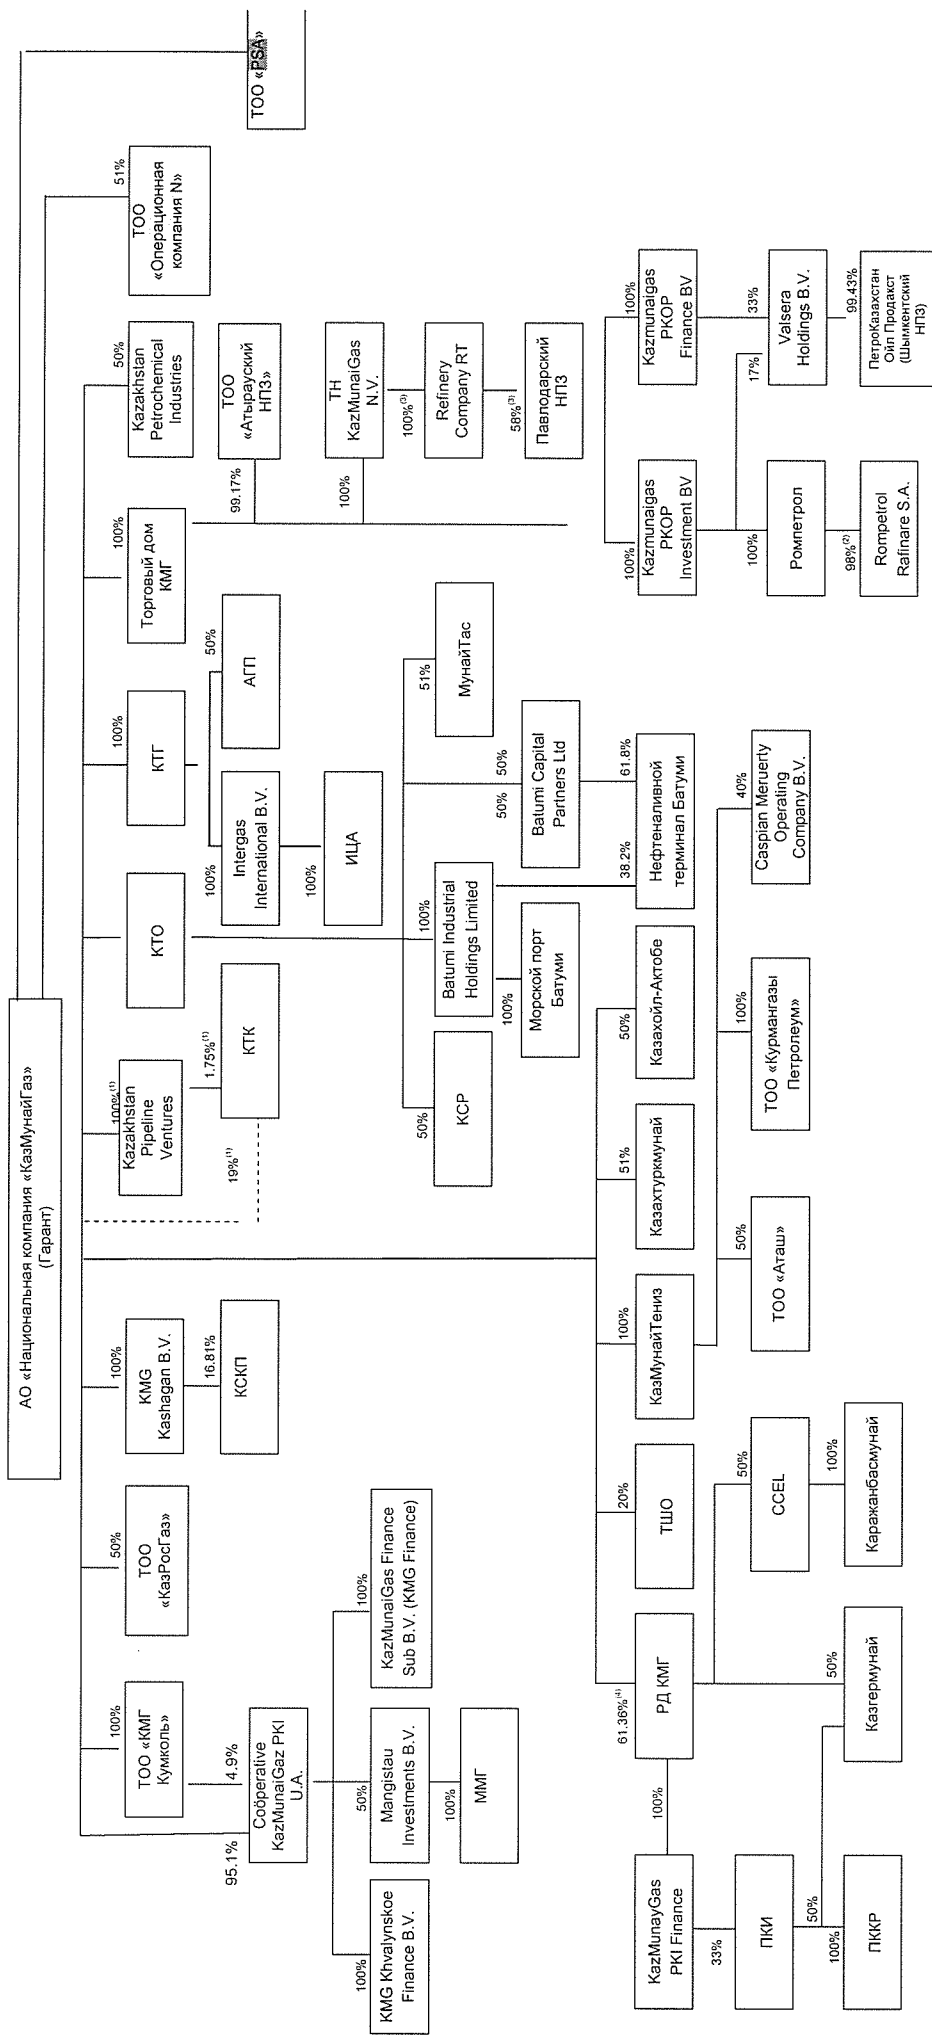 АО «Национальная компания «КазМунайГаз»
(Гарант)
ТОО «PSA»
51%
ТОО
«Операционная
компания N»
100%
ТОО «КМГ
Кумколь»
50%
ТОО
«КазРосГаз»
100%
KMG
Kashagan B.V.
16.81%
КСКП
100%(1)
Kazakhstan
Pipeline
Ventures
1.75%(1)
КТК
19%(1)
КТО
100%
КТГ
100%
Торговый дом
КМГ
50%
Kazakhstan
Petrochemical
Industries
95.1%
4.9%
Coöperative
KazMunaiGaz PKI
U.A.
100%
KMG Khvalynskoe
Finance B.V.
50%
Mangistau
Investments B.V.
100%
ММГ
100%
KazMunaiGas Finance
Sub B.V. (KMG Finance)
100%
Intergas
International B.V.
100%
ИЦА
50%
АГП
99.17%
ТОО
«Атырауский
НПЗ»
100%
TH
KazMunaiGas
N.V.
100%(3)
Refinery
Company RT
58%(3)
Павлодарский
НПЗ
50%
КСР
100%
Batumi Industrial
Holdings Limited
100%
Морской порт
Батуми
50%
50%
Batumi Capital
Partners Ltd
38.2%
61.8%
Нефтеналивной
терминал Батуми
51%
МунайТас
100%
Kazmunaigas
PKOP
Investment BV
100%
Kazmunaigas
PKOP
Finance BV
100%
Ромпетрол
98%(2)
Rompetrol
Rafinare S.A.
17%
33%
Valsera
Holdings B.V.
99.43%
ПетроКазахстан
Ойл Продакст
(Шымкентский
НПЗ)
100%
KazMunayGas
PKI Finance
61.36%(4)
РД КМГ
20%
ТШО
100%
КазМунайТениз
51%
Казахтуркмунай
50%
Казахойл-Актобе
33%
ПКИ
50%
CCEL
50%
ТОО «Аташ»
100%
ТОО «Курмангазы
Петролеум»
40%
Caspian Meruerty
Operating
Company B.V.
100%
50%
ПККР
50%
Казгермунай
100%
Каражанбасмунай